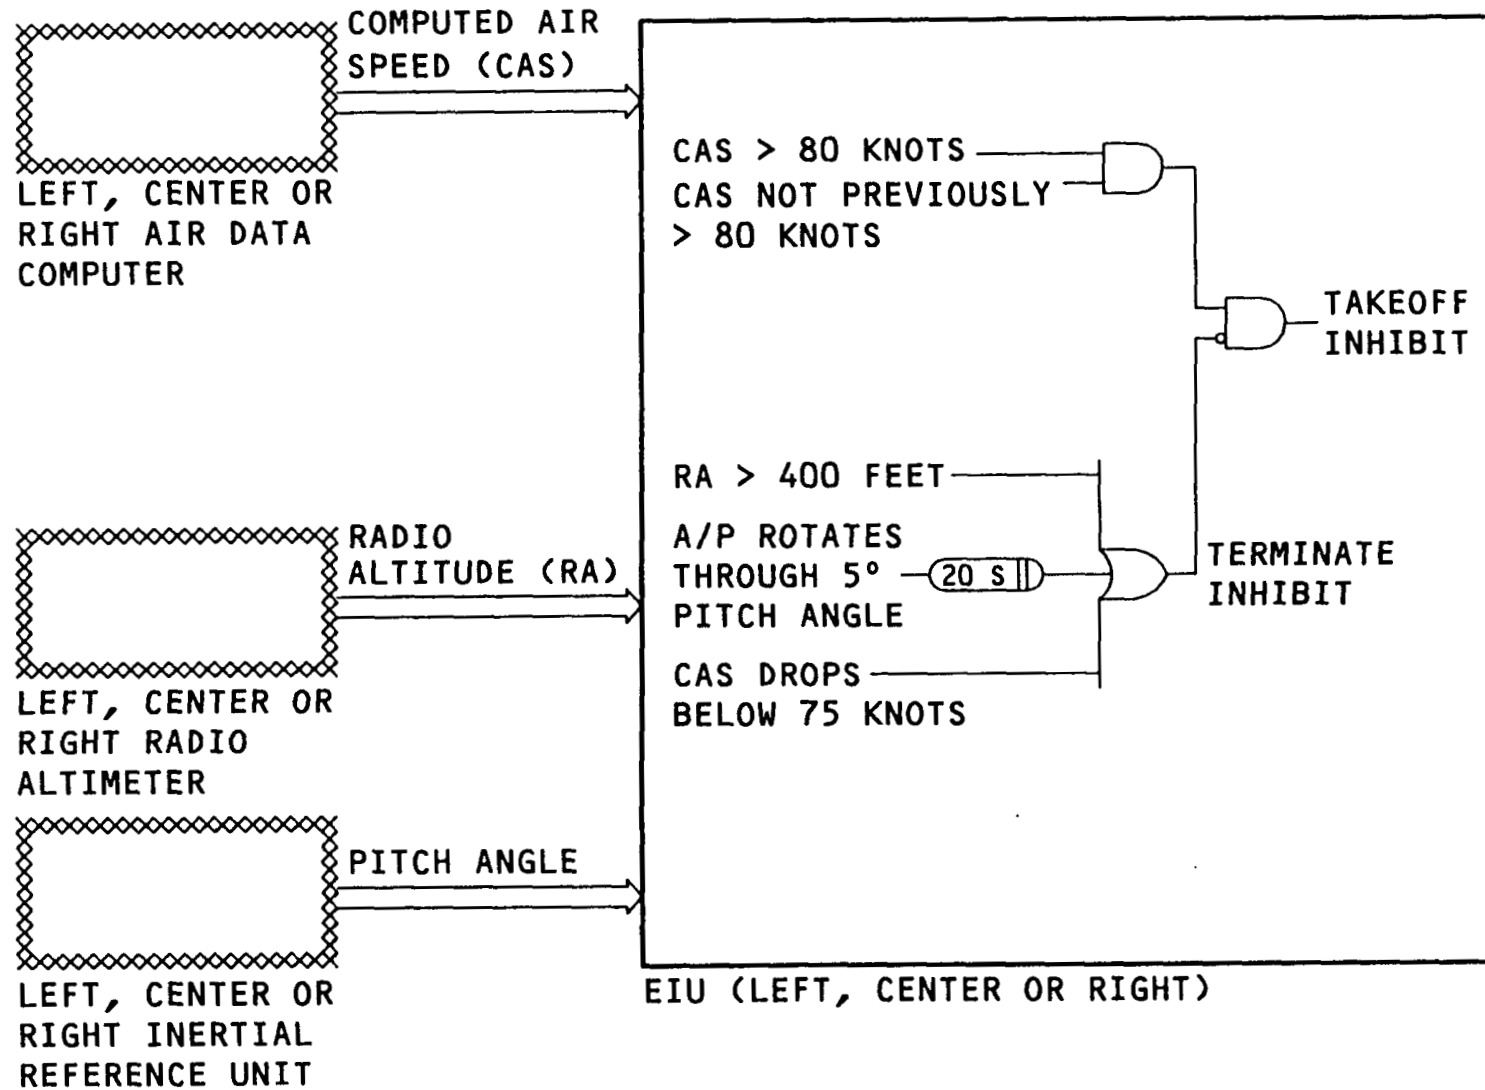 COMPUTED AIR
SPEED (CAS)
LEFT, CENTER OR
RIGHT AIR DATA
COMPUTER
CAS > 80 KNOTS
CAS NOT PREVIOUSLY
> 80 KNOTS
TAKEOFF
INHIBIT
RADIO
ALTITUDE (RA)
LEFT, CENTER OR
RIGHT RADIO
ALTIMETER
RA > 400 FEET
A/P ROTATES
THROUGH 5°
PITCH ANGLE
20 S
CAS DROPS
BELOW 75 KNOTS
TERMINATE
INHIBIT
PITCH ANGLE
LEFT, CENTER OR
RIGHT INERTIAL
REFERENCE UNIT
EIU (LEFT, CENTER OR RIGHT)